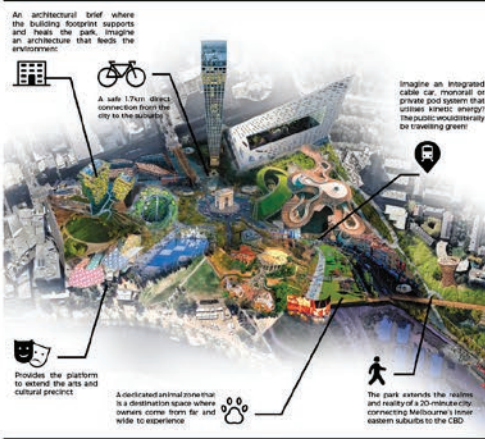 An architectural brief where
the building footprint supports
and heals the park. Imagine
an architecture that feeds the
environment
A safe 1.7km direct
connection from the
city to the suburbs
Imagine an integrated
cable car, monorail or
private pod system that
utilises kinetic energy?
The public would literally
be travelling green!
Provides the platform
to extend the arts and
cultural precinct
A dedicated animal zone that
is a destination space where
owners come from far and
wide to experience
The park extends the realms
and reality of a 20-minute city
connecting Melbourne's inner
eastern suburbs to the CBD